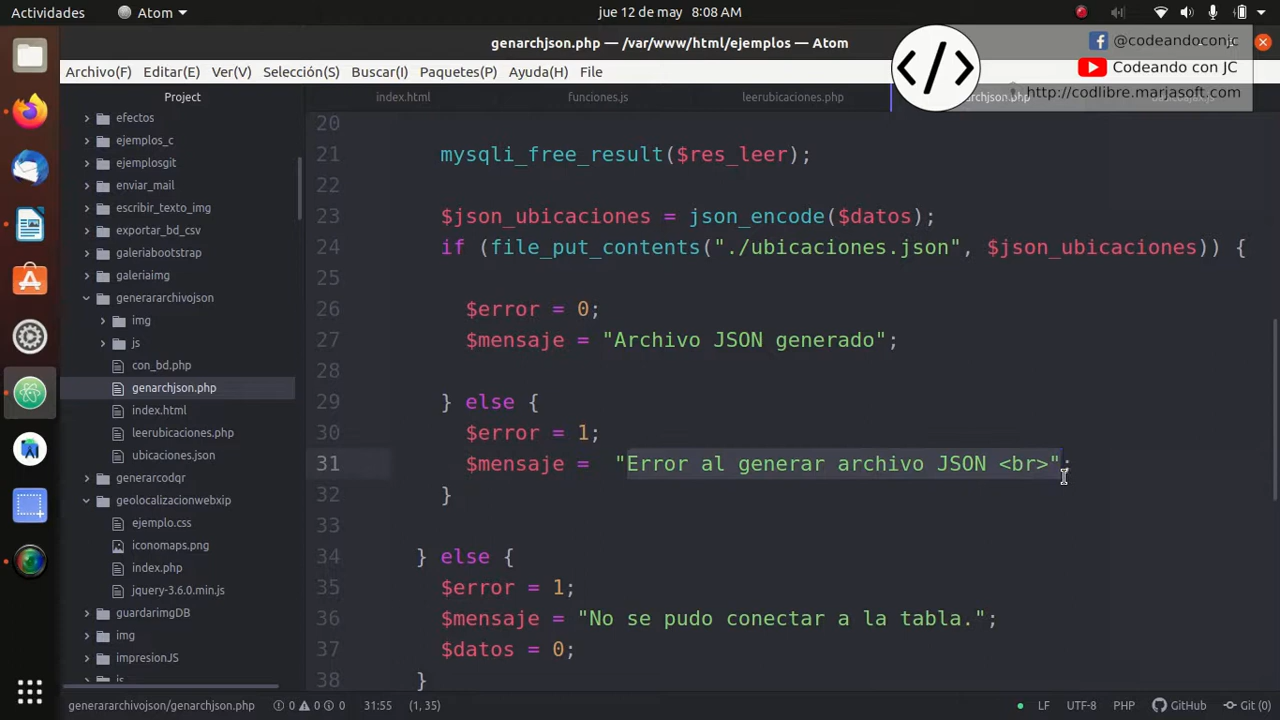 Actividades
Atom
jue 12 de may 8:08 AM
genarchjson.php — /var/www/html/ejemplos — Atom
@codeandoconjc
Codeando con JC
http://codlibre.marjasoft.com
Archivo(F) Editar(E) Ver(V) Selección(S) Buscar(I) Paquetes(P) Ayuda(H) File
Project
index.html
funciones.js
leerubicaciones.php
efectos
ejemplos_c
ejemplosgit
enviar_mail
escribir_texto_img
exportar_bd_csv
galeriabootstrap
galeriaimg
generararchivojson
img
js
con_bd.php
genarchjson.php
index.html
leerubicaciones.php
ubicaciones.json
generarcodqr
geolocalizacionwebxip
ejemplo.css
iconomaps.png
index.php
jquery-3.6.0.min.js
guardarimgDB
img
impresionJS
20
21 mysqli_free_result($res_leer);
22
23 $json_ubicaciones = json_encode($datos);
24 if (file_put_contents("./ubicaciones.json", $json_ubicaciones)) {
25
26 $error = 0;
27 $mensaje = "Archivo JSON generado";
28
29 } else {
30 $error = 1;
31 $mensaje =  "Error al generar archivo JSON <br>";
32 }
33
34 } else {
35 $error = 1;
36 $mensaje = "No se pudo conectar a la tabla.";
37 $datos = 0;
38 }
generararchivojson/genarchjson.php 0 0 0 31:55 (1, 35)
LF UTF-8 PHP GitHub Git (0)